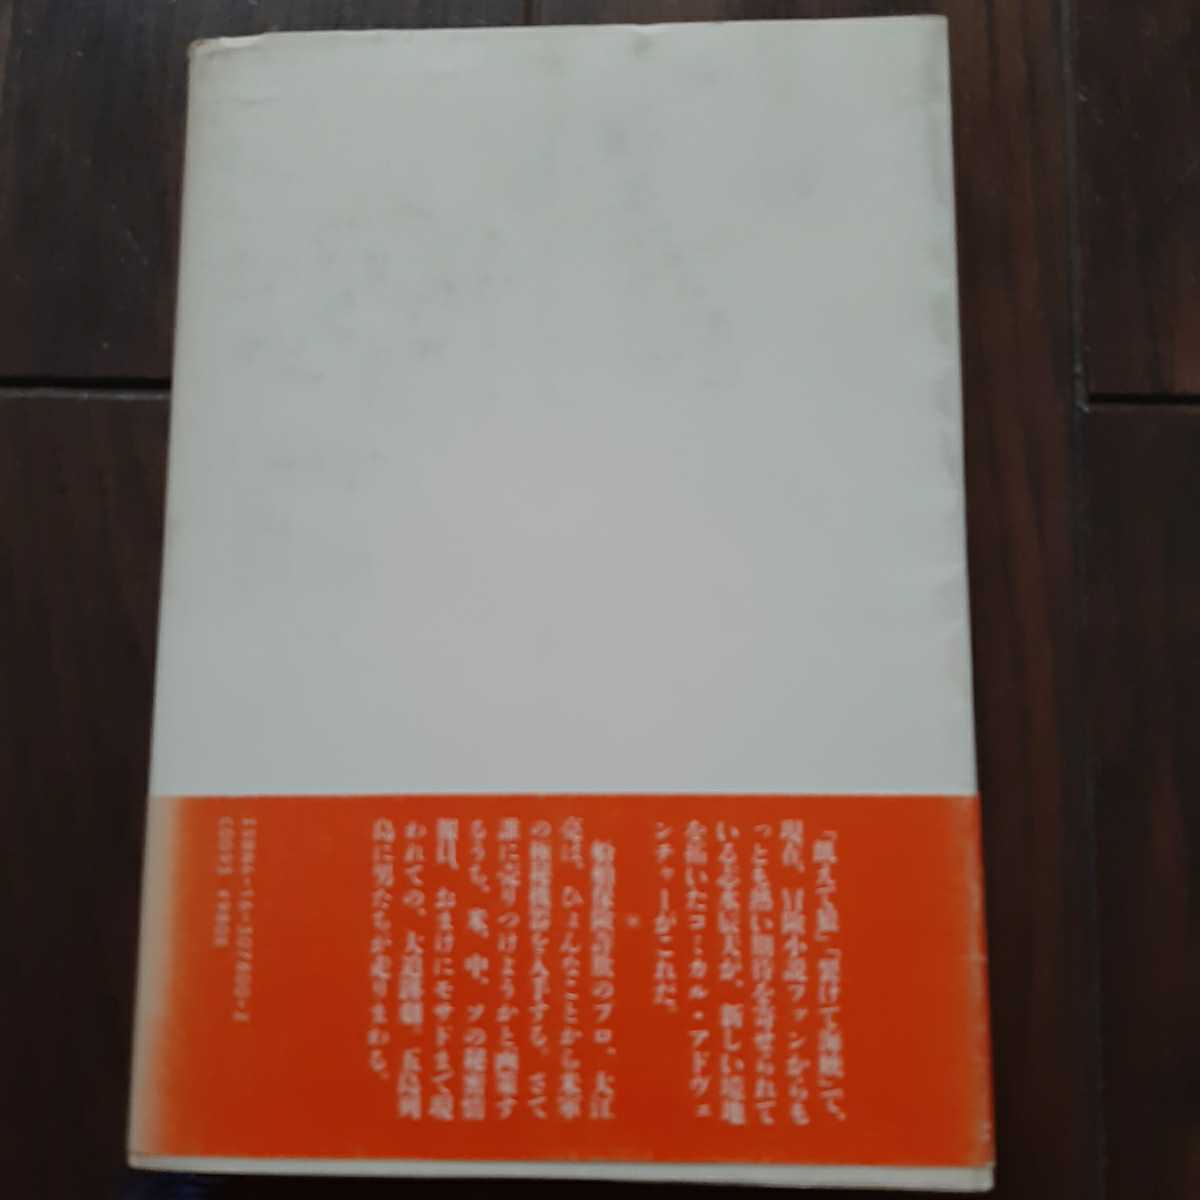 『飢えて狼』『裂けて海峡』で、
現在、冒険小説ファンからも
っとも熱い期待を寄せられて
いる志水辰夫が、新しい境地
を拓いたコミカル・アドヴェ
ンチャーがこれだ。
＊
船舶保険詐欺のプロ、大江
亮は、ひょんなことから米軍
の極秘機器を入手する。さて
誰に売りつけようかと画策す
るうち、米、中、ソの秘密情
報員、おまけにモサドまで現
われての、大追跡劇。五島列
島に男たちが走りまわる。